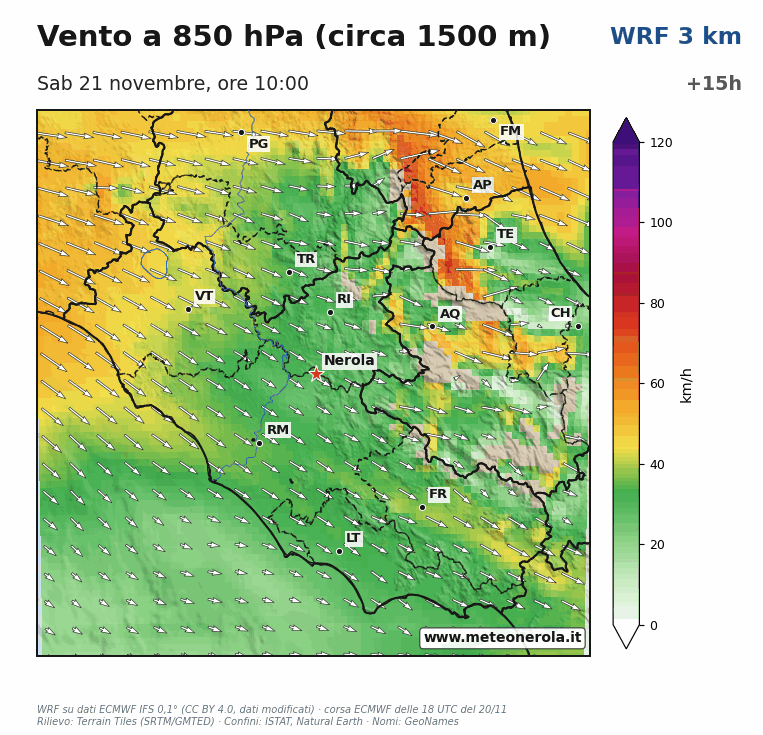 Vento a 850 hPa (circa 1500 m)
WRF 3 km
Sab 21 novembre, ore 10:00
+15h
FM
PG
AP
TE
TR
RI
VT
AQ
CH
Nerola
RM
FR
LT
www.meteonerola.it
120
100
80
60
40
20
0
km/h
WRF su dati ECMWF IFS 0,1° (CC BY 4.0, dati modificati) · corsa ECMWF delle 18 UTC del 20/11
Rilievo: Terrain Tiles (SRTM/GMTED) · Confini: ISTAT, Natural Earth · Nomi: GeoNames